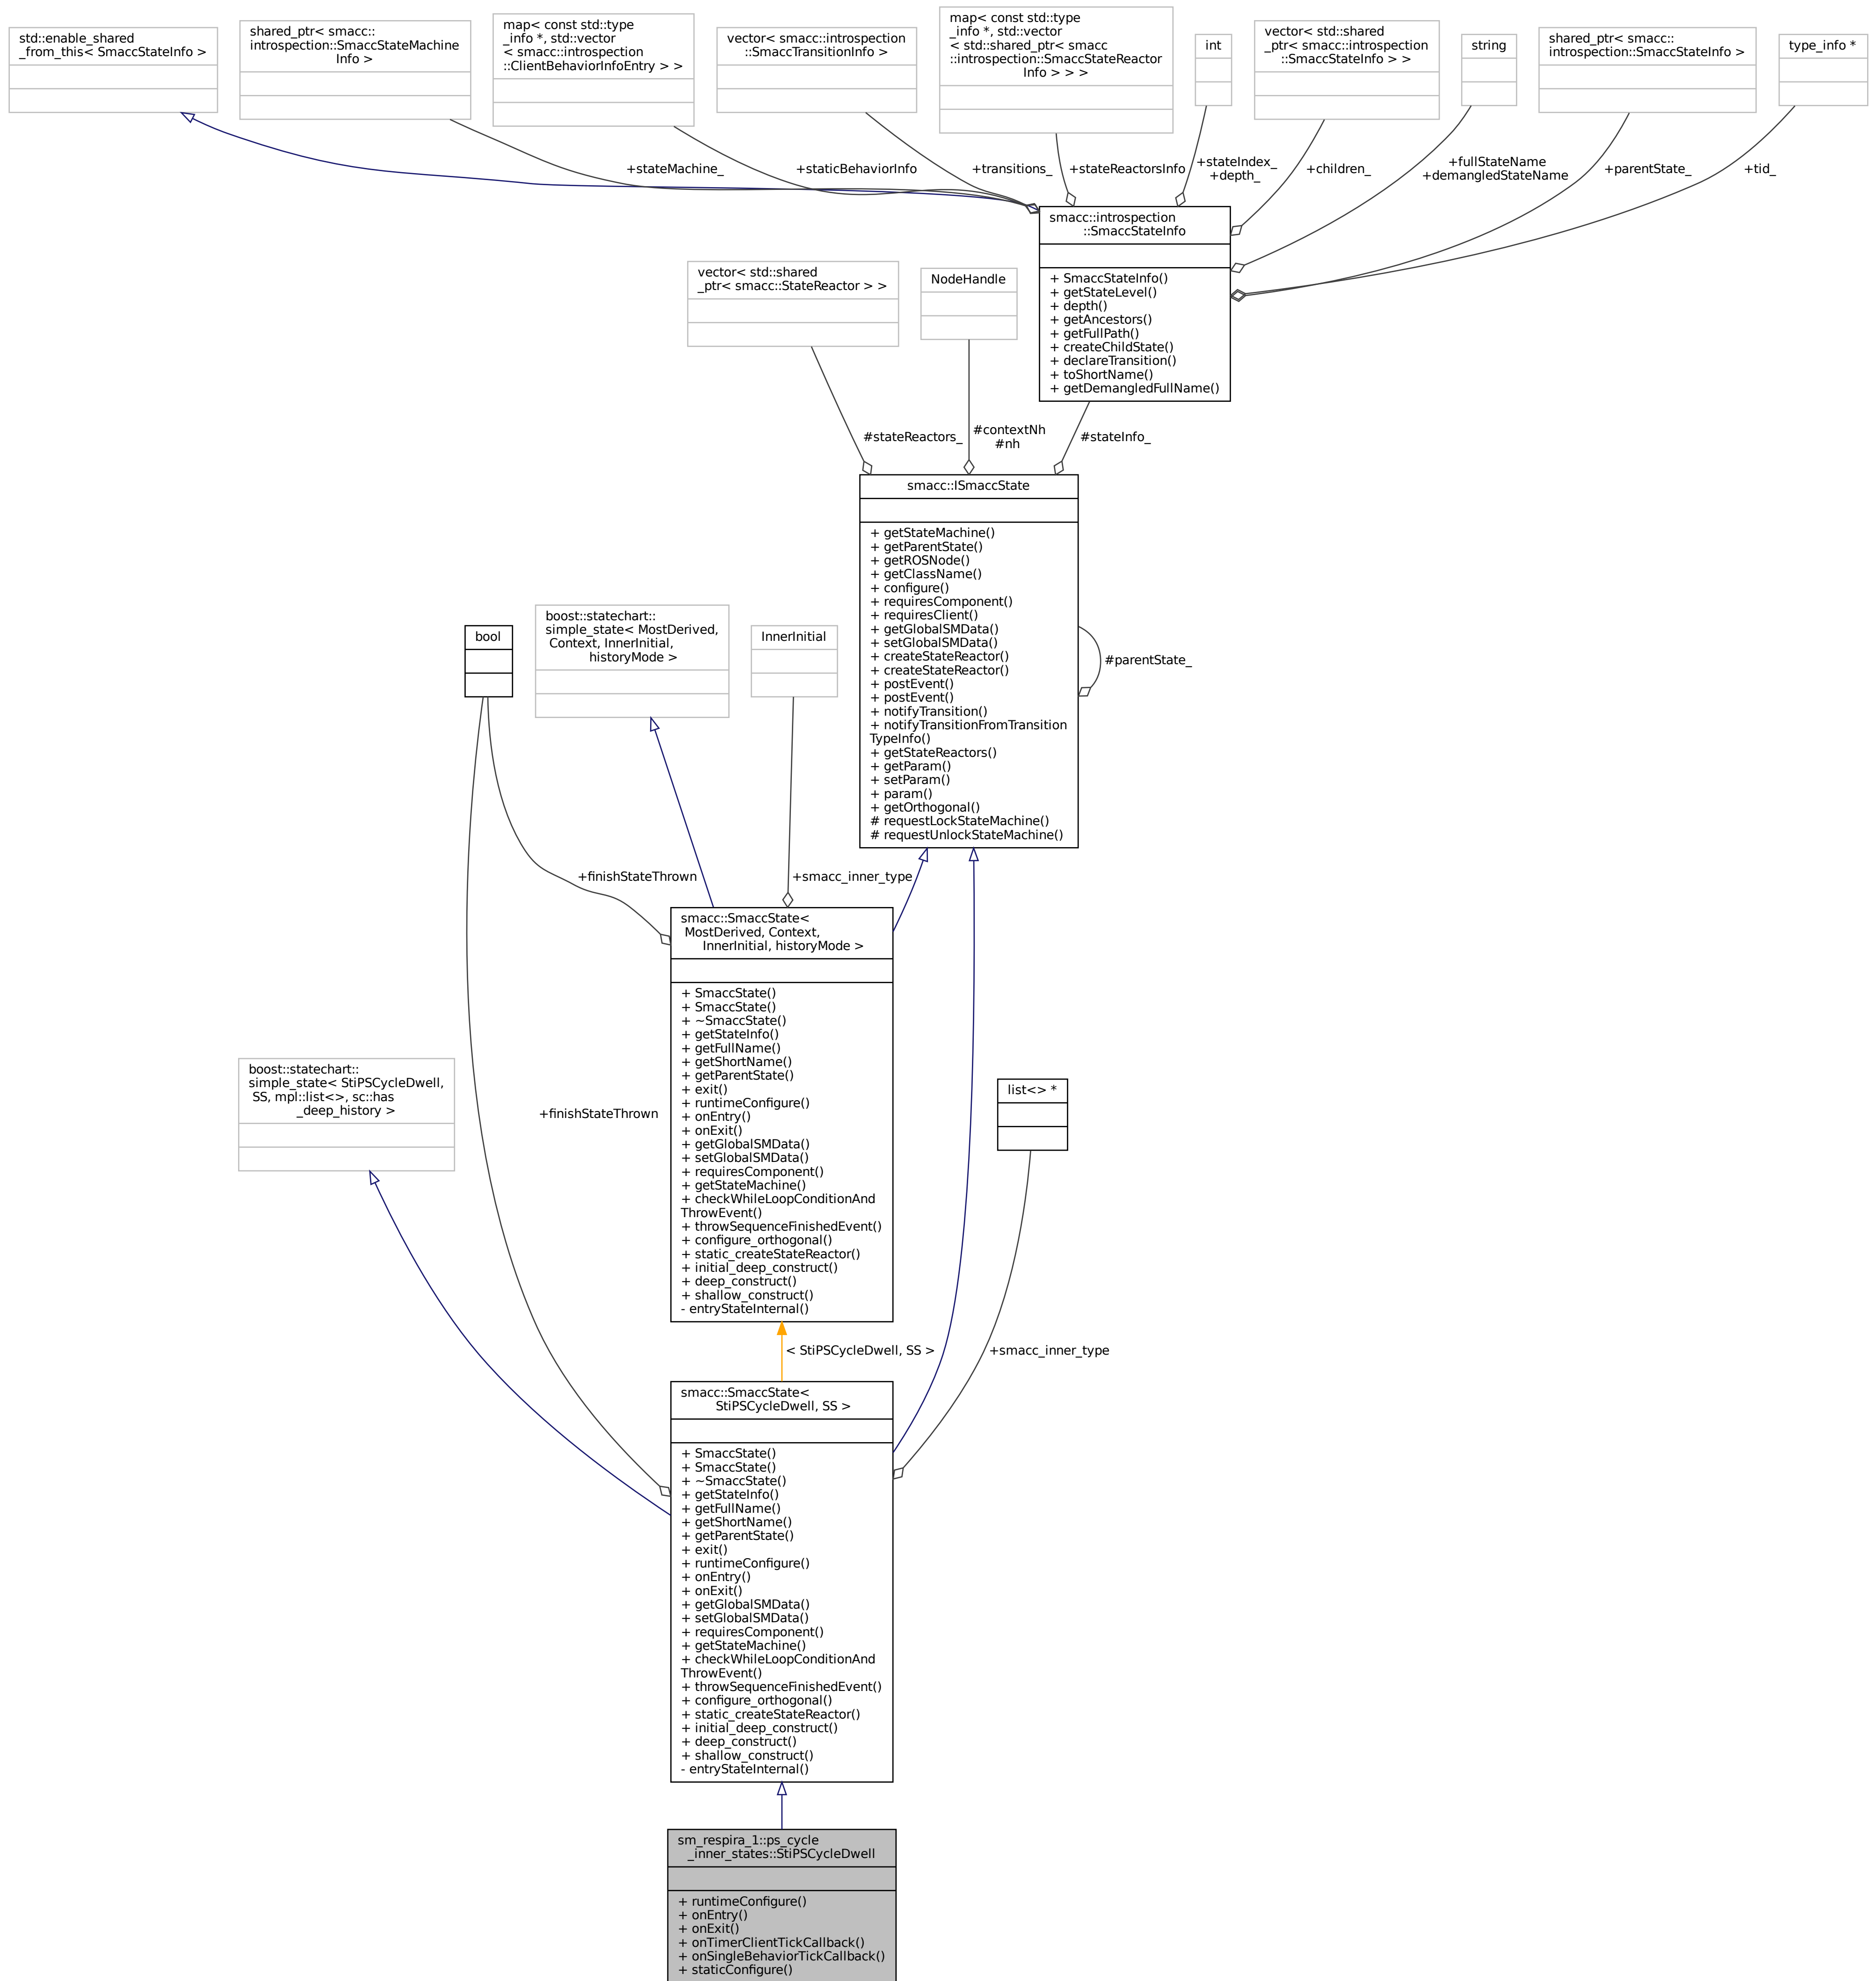 std::enable_shared
_from_this< SmaccStateInfo >
shared_ptr< smacc::
introspection::SmaccStateMachine
Info >
map< const std::type
_info *, std::vector
< smacc::introspection
::ClientBehaviorInfoEntry > >
vector< smacc::introspection
::SmaccTransitionInfo >
map< const std::type
_info *, std::vector
< std::shared_ptr< smacc
::introspection::SmaccStateReactor
Info > > >
int
vector< std::shared
_ptr< smacc::introspection
::SmaccStateInfo > >
string
shared_ptr< smacc::
introspection::SmaccStateInfo >
type_info *
+stateMachine_
+staticBehaviorInfo
+transitions_
+stateReactorsInfo
+stateIndex_
+depth_
+children_
+fullStateName
+demangledStateName
+parentState_
+tid_
smacc::introspection
::SmaccStateInfo
+ SmaccStateInfo()
+ getStateLevel()
+ depth()
+ getAncestors()
+ getFullPath()
+ createChildState()
+ declareTransition()
+ toShortName()
+ getDemangledFullName()
vector< std::shared
_ptr< smacc::StateReactor > >
NodeHandle
#stateReactors_
#contextNh
#nh
#stateInfo_
smacc::ISmaccState
+ getStateMachine()
+ getParentState()
+ getROSNode()
+ getClassName()
+ configure()
+ requiresComponent()
+ requiresClient()
+ getGlobalSMData()
+ setGlobalSMData()
+ createStateReactor()
+ createStateReactor()
+ postEvent()
+ postEvent()
+ notifyTransition()
+ notifyTransitionFromTransition
TypeInfo()
+ getStateReactors()
+ getParam()
+ setParam()
+ param()
+ getOrthogonal()
# requestLockStateMachine()
# requestUnlockStateMachine()
#parentState_
bool
boost::statechart::
simple_state< MostDerived,
Context, InnerInitial,
historyMode >
InnerInitial
+finishStateThrown
+smacc_inner_type
smacc::SmaccState<
MostDerived, Context,
InnerInitial, historyMode >
+ SmaccState()
+ SmaccState()
+ ~SmaccState()
+ getStateInfo()
+ getFullName()
+ getShortName()
+ getParentState()
+ exit()
+ runtimeConfigure()
+ onEntry()
+ onExit()
+ getGlobalSMData()
+ setGlobalSMData()
+ requiresComponent()
+ getStateMachine()
+ checkWhileLoopConditionAnd
ThrowEvent()
+ throwSequenceFinishedEvent()
+ configure_orthogonal()
+ static_createStateReactor()
+ initial_deep_construct()
+ deep_construct()
+ shallow_construct()
- entryStateInternal()
boost::statechart::
simple_state< StiPSCycleDwell,
SS, mpl::list<>, sc::has
_deep_history >
+finishStateThrown
list<> *
< StiPSCycleDwell, SS >
+smacc_inner_type
smacc::SmaccState<
StiPSCycleDwell, SS >
+ SmaccState()
+ SmaccState()
+ ~SmaccState()
+ getStateInfo()
+ getFullName()
+ getShortName()
+ getParentState()
+ exit()
+ runtimeConfigure()
+ onEntry()
+ onExit()
+ getGlobalSMData()
+ setGlobalSMData()
+ requiresComponent()
+ getStateMachine()
+ checkWhileLoopConditionAnd
ThrowEvent()
+ throwSequenceFinishedEvent()
+ configure_orthogonal()
+ static_createStateReactor()
+ initial_deep_construct()
+ deep_construct()
+ shallow_construct()
- entryStateInternal()
sm_respira_1::ps_cycle
_inner_states::StiPSCycleDwell
+ runtimeConfigure()
+ onEntry()
+ onExit()
+ onTimerClientTickCallback()
+ onSingleBehaviorTickCallback()
+ staticConfigure()